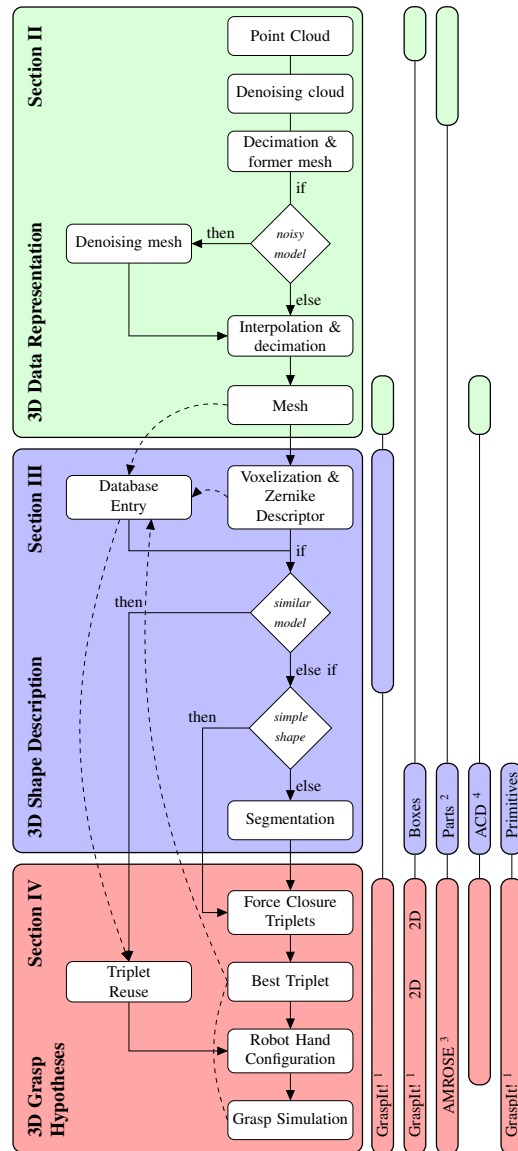 Section II
3D Data Representation
Point Cloud
Denoising cloud
Decimation &
former mesh
if
noisy
model
then
Denoising mesh
else
Interpolation &
decimation
Mesh
Section III
3D Shape Description
Database
Entry
Voxelization &
Zernike
Descriptor
if
similar
model
then
else if
simple
shape
then
else
Segmentation
Section IV
3D Grasp
Hypotheses
Force Closure
Triplets
Triplet
Reuse
Best Triplet
Robot Hand
Configuration
Grasp Simulation
GraspIt! 1
Boxes
2D
2D
GraspIt! 1
Parts 2
AMROSE 3
ACD 4
Primitives
GraspIt! 1